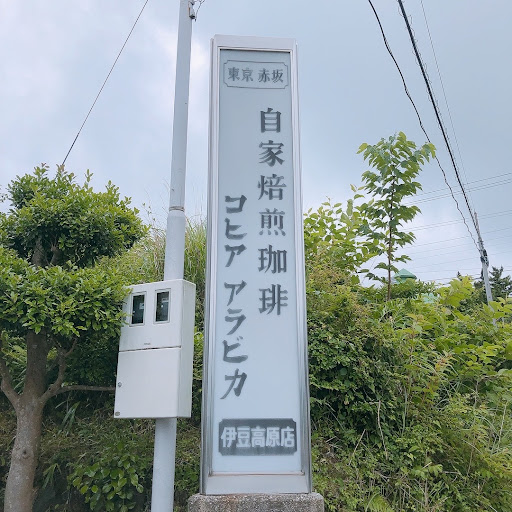 東京 赤坂
自家焙煎珈琲
コヒア アラビカ
伊豆高原店